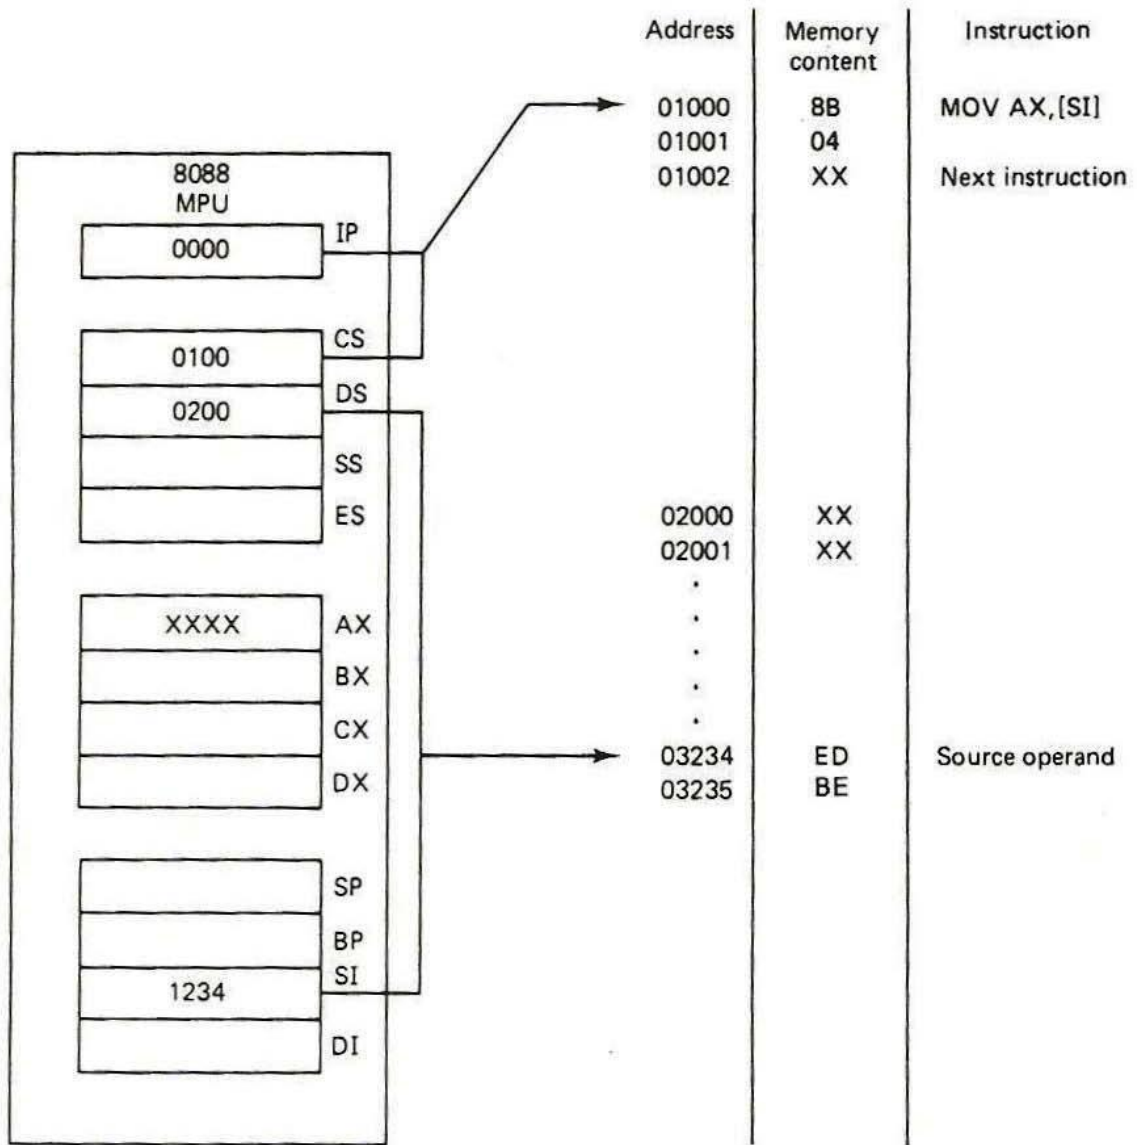 Address Memory content Instruction
01000 8B MOV AX,[SI]
01001 04
01002 XX Next instruction
02000 XX
02001 XX
03234 ED Source operand
03235 BE
8088
MPU
0000 IP
0100 CS
0200 DS
SS
ES
XXXX AX
BX
CX
DX
SP
BP
1234 SI
DI